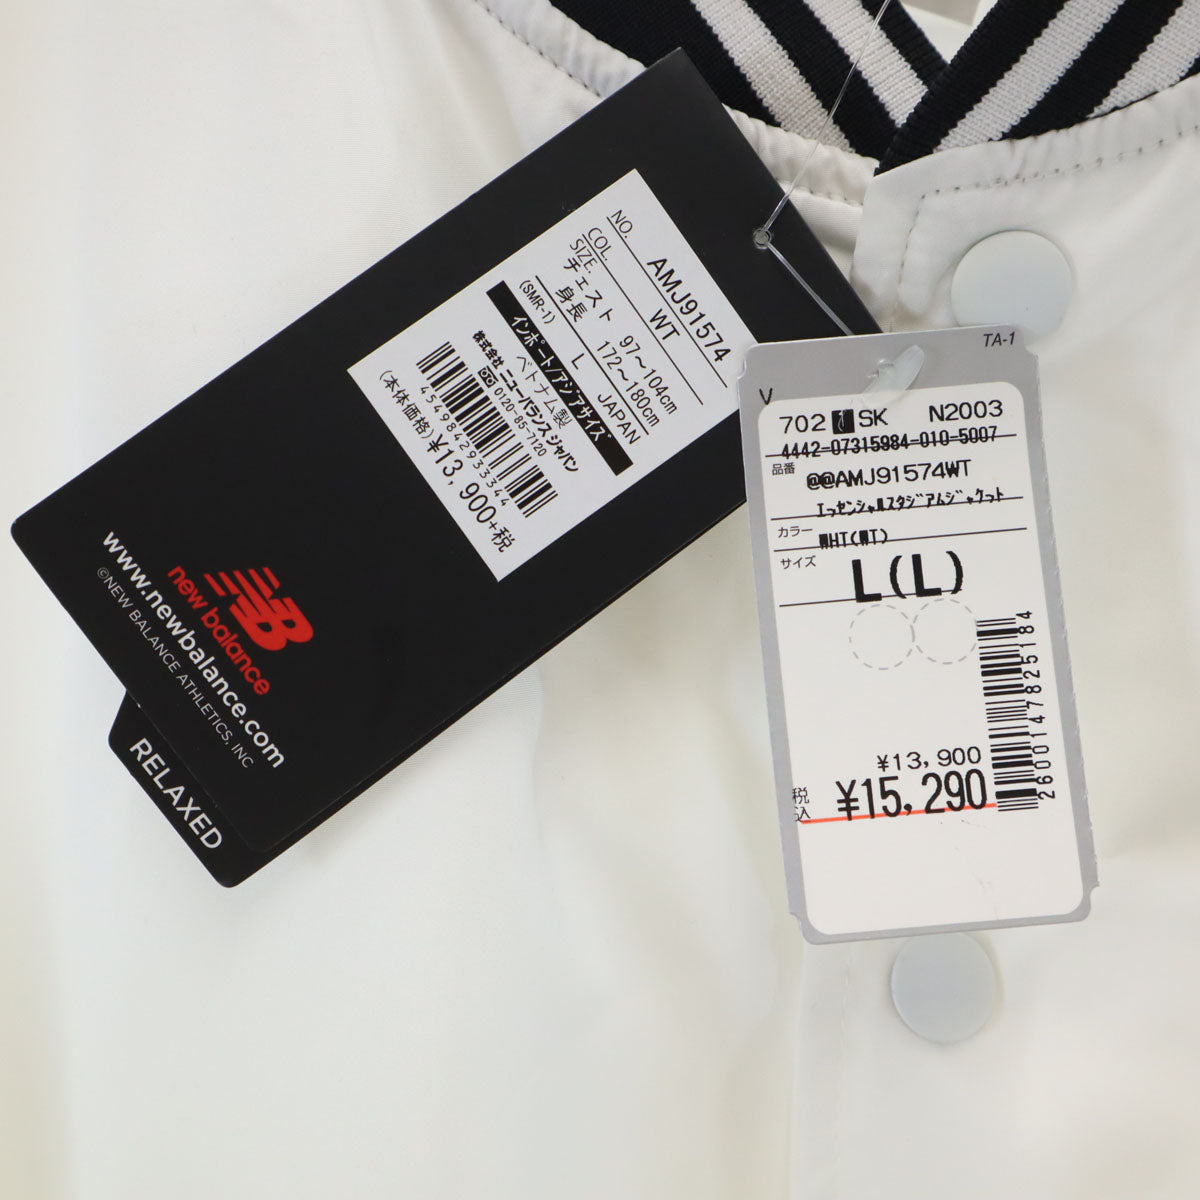 NO. AMJ91574
COL. WT
SIZE. L JAPAN
チェスト 97~104cm
身長 172~180cm
(SMR-1)
インポート/アジアサイズ
ベトナム製
株式会社 ニューバランス ジャパン
0120-85-7120
4549842933344
(本体価格) ¥13,900+税
new balance
www.newbalance.com
©NEW BALANCE ATHLETICS, INC
RELAXED
TA-1
V
702 SK N2003
4442-07315984-010-5007
品番 @@AMJ91574WT
エッセンシャルスタジアムジャケット
カラー WHT(WT)
サイズ L(L)
2600147825184
¥13,900
税込 ¥15,290